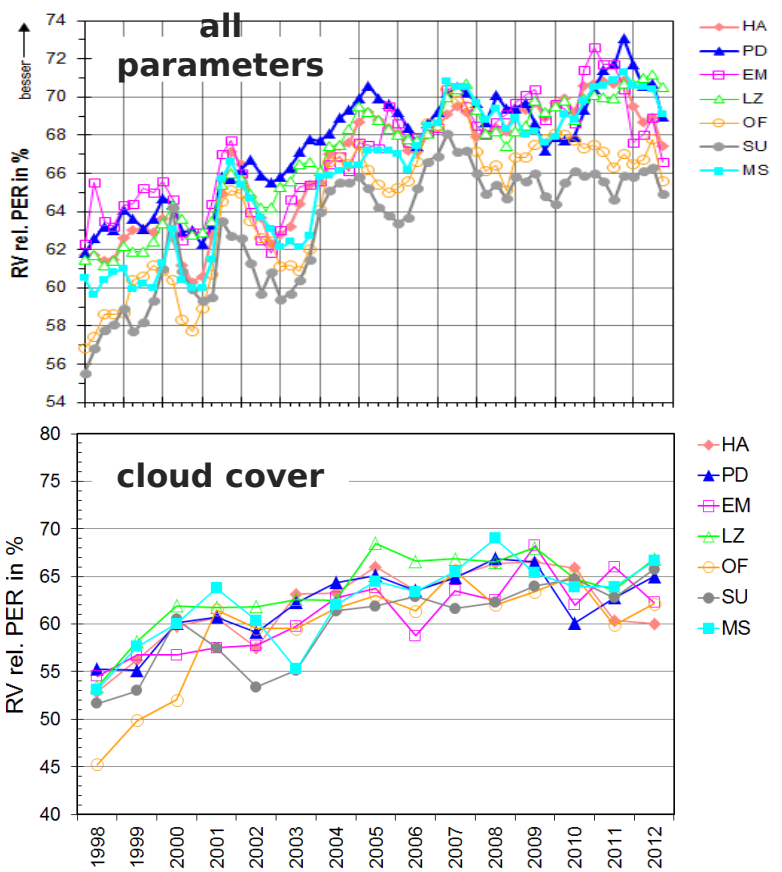 besser
all
parameters
RV rel. PER in %
74
72
70
68
66
64
62
60
58
56
54
HA
PD
EM
LZ
OF
SU
MS
cloud cover
RV rel. PER in %
80
75
70
65
60
55
50
45
40
HA
PD
EM
LZ
OF
SU
MS
1998
1999
2000
2001
2002
2003
2004
2005
2006
2007
2008
2009
2010
2011
2012